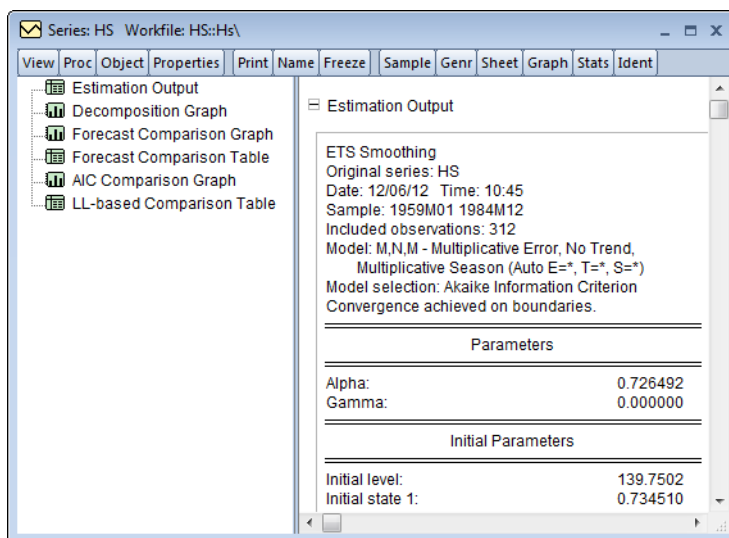 Series: HS Workfile: HS::Hs\
View Proc Object Properties Print Name Freeze Sample Genr Sheet Graph Stats Ident
Estimation Output
Decomposition Graph
Forecast Comparison Graph
Forecast Comparison Table
AIC Comparison Graph
LL-based Comparison Table
Estimation Output
ETS Smoothing
Original series: HS
Date: 12/06/12 Time: 10:45
Sample: 1959M01 1984M12
Included observations: 312
Model: M,N,M - Multiplicative Error, No Trend,
Multiplicative Season (Auto E=*, T=*, S=*)
Model selection: Akaike Information Criterion
Convergence achieved on boundaries.
Parameters
Alpha: 0.726492
Gamma: 0.000000
Initial Parameters
Initial level: 139.7502
Initial state 1: 0.734510